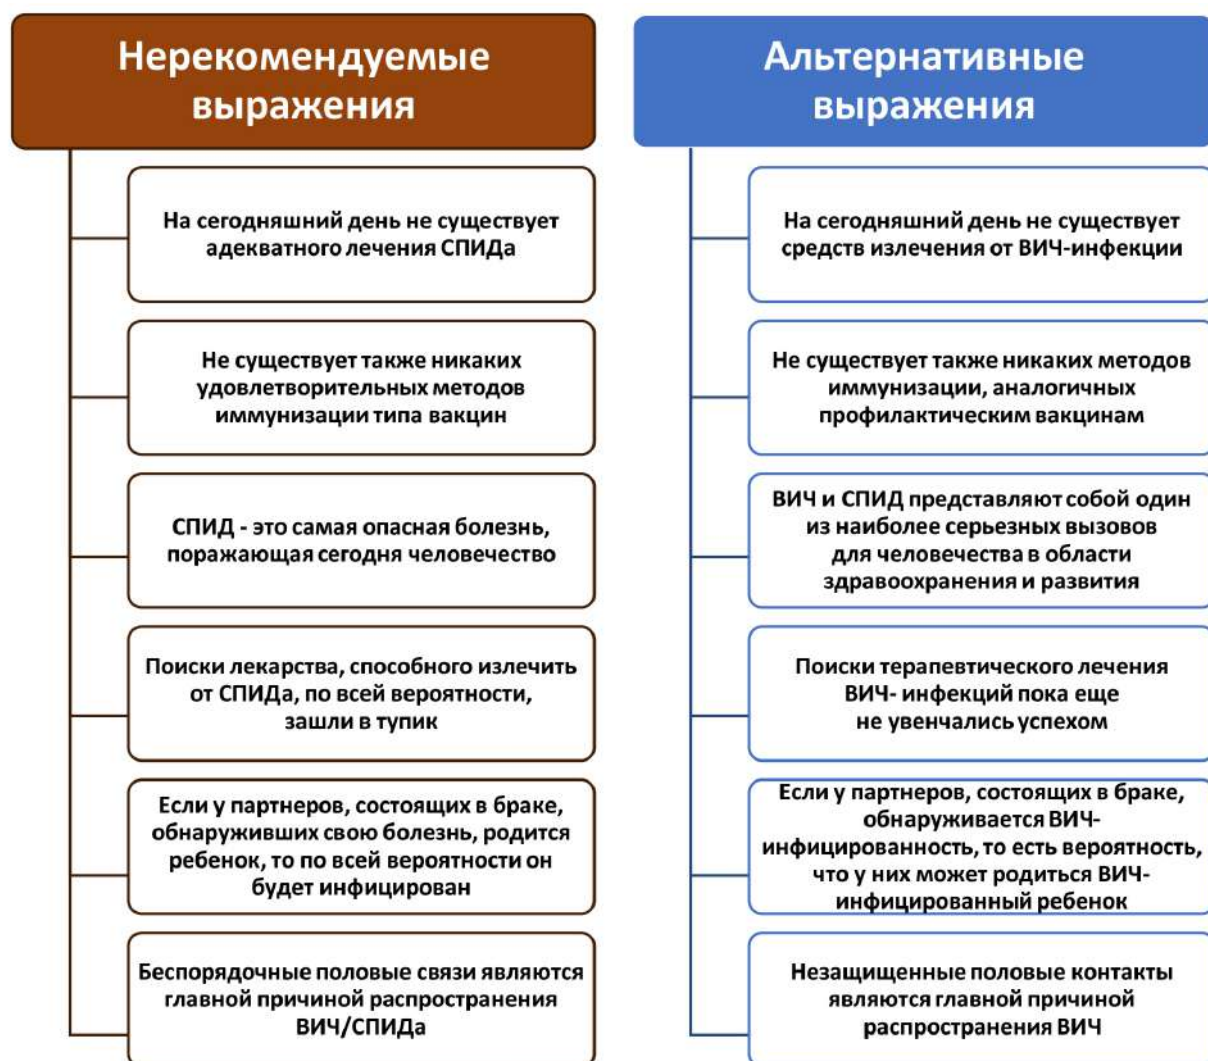 Нерекомендуемые
выражения
На сегодняшний день не существует
адекватного лечения СПИДа
Не существует также никаких
удовлетворительных методов
иммунизации типа вакцин
СПИД - это самая опасная болезнь,
поражающая сегодня человечество
Поиски лекарства, способного излечить
от СПИДа, по всей вероятности,
зашли в тупик
Если у партнеров, состоящих в браке,
обнаруживших свою болезнь, родится
ребенок, то по всей вероятности он
будет инфицирован
Беспорядочные половые связи являются
главной причиной распространения
ВИЧ/СПИДа
Альтернативные
выражения
На сегодняшний день не существует
средств излечения от ВИЧ-инфекции
Не существует также никаких методов
иммунизации, аналогичных
профилактическим вакцинам
ВИЧ и СПИД представляют собой один
из наиболее серьезных вызовов
для человечества в области
здравоохранения и развития
Поиски терапевтического лечения
ВИЧ- инфекций пока еще
не увенчались успехом
Если у партнеров, состоящих в браке,
обнаруживается ВИЧ-
инфицированность, то есть вероятность,
что у них может родиться ВИЧ-
инфицированный ребенок
Незащищенные половые контакты
являются главной причиной
распространения ВИЧ